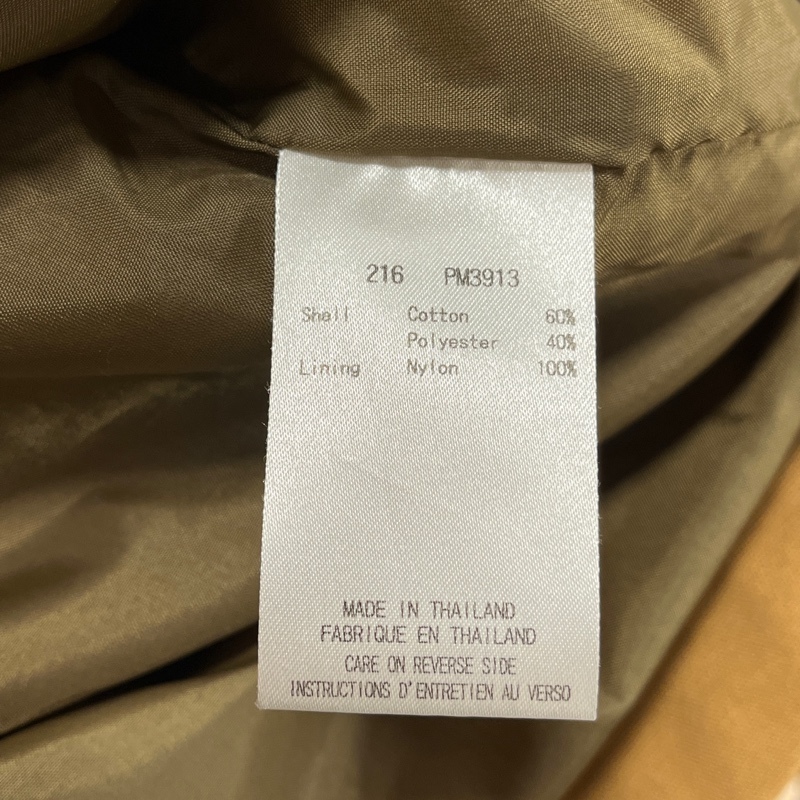 216 PM3913
Shell Cotton 60%
Polyester 40%
Lining Nylon 100%
MADE IN THAILAND
FABRIQUE EN THAILAND
CARE ON REVERSE SIDE
INSTRUCTIONS D'ENTRETIEN AU VERSO